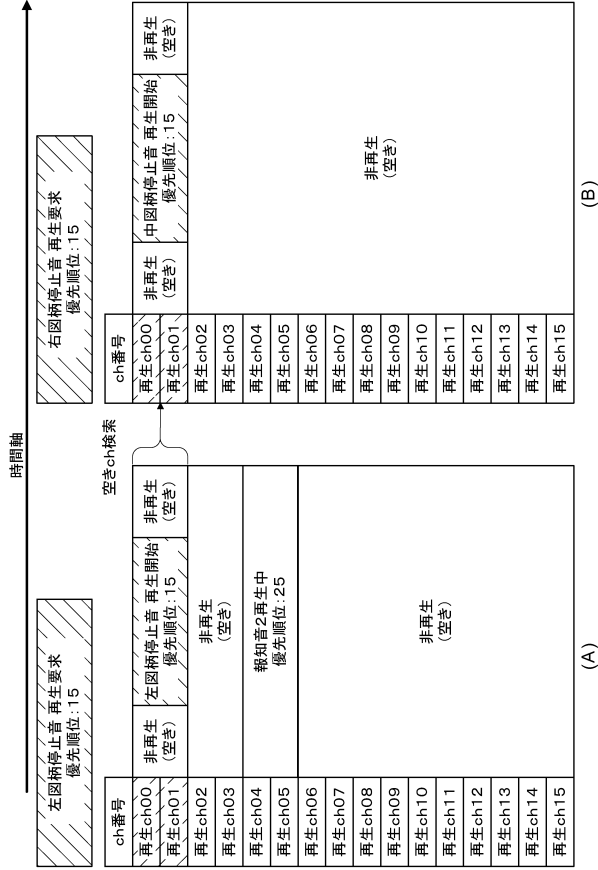 時間軸
左図柄停止音 再生要求
優先順位：15
ch番号
再生ch00
再生ch01
再生ch02
再生ch03
再生ch04
再生ch05
再生ch06
再生ch07
再生ch08
再生ch09
再生ch10
再生ch11
再生ch12
再生ch13
再生ch14
再生ch15
非再生
（空き）
左図柄停止音 再生開始
優先順位：15
非再生
（空き）
非再生
（空き）
報知音2再生中
優先順位：25
非再生
（空き）
（A）
空きch検索
右図柄停止音 再生要求
優先順位：15
ch番号
再生ch00
再生ch01
再生ch02
再生ch03
再生ch04
再生ch05
再生ch06
再生ch07
再生ch08
再生ch09
再生ch10
再生ch11
再生ch12
再生ch13
再生ch14
再生ch15
非再生
（空き）
中図柄停止音 再生開始
優先順位：15
非再生
（空き）
非再生
（空き）
（B）